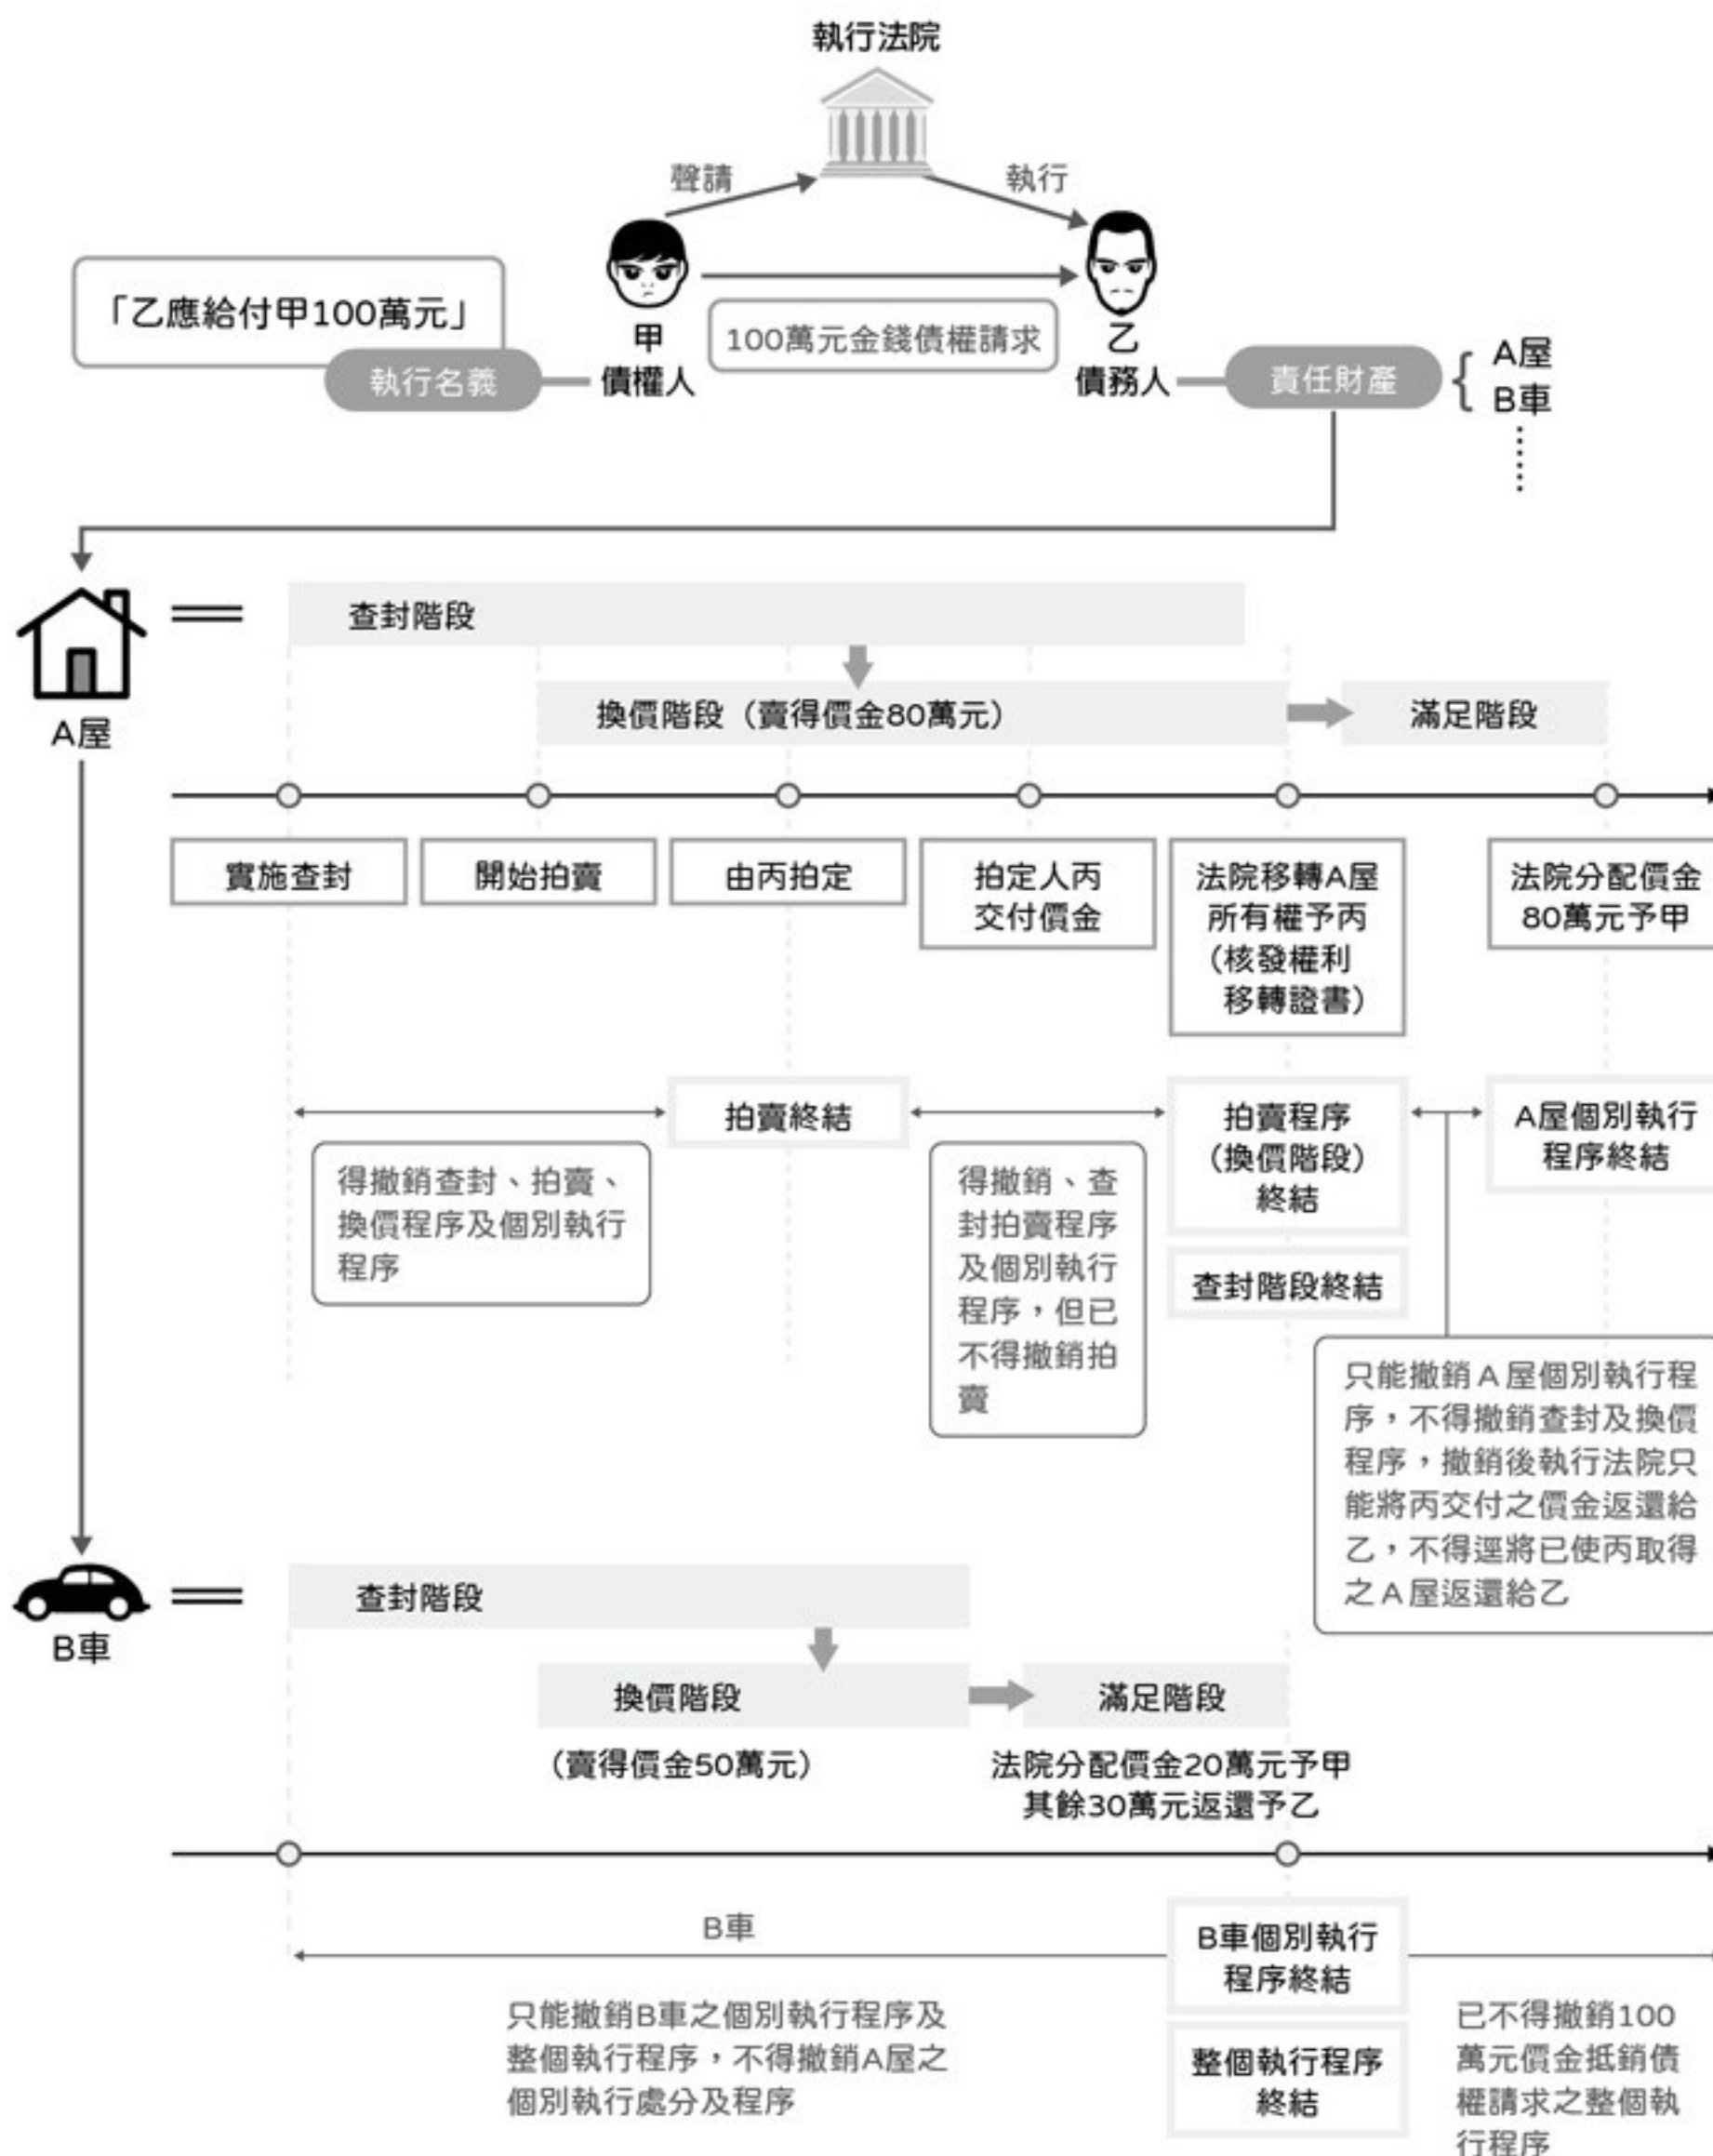 執行法院
聲請
執行
「乙應給付甲100萬元」
執行名義
甲
債權人
100萬元金錢債權請求
乙
債務人
責任財產
A屋
B車
A屋
查封階段
換價階段（賣得價金80萬元）
滿足階段
實施查封
開始拍賣
由丙拍定
拍定人丙
交付價金
法院移轉A屋
所有權予丙
（核發權利
移轉證書）
法院分配價金
80萬元予甲
拍賣終結
拍賣程序
（換價階段）
終結
A屋個別執行
程序終結
得撤銷查封、拍賣、
換價程序及個別執行
程序
得撤銷、查
封拍賣程序
及個別執行
程序，但已
不得撤銷拍
賣
查封階段終結
只能撤銷A屋個別執行程
序，不得撤銷查封及換價
程序，撤銷後執行法院只
能將丙交付之價金返還給
乙，不得逕將已使丙取得
之A屋返還給乙
B車
查封階段
換價階段
滿足階段
（賣得價金50萬元）
法院分配價金20萬元予甲
其餘30萬元返還予乙
B車
B車個別執行
程序終結
只能撤銷B車之個別執行程序及
整個執行程序，不得撤銷A屋之
個別執行處分及程序
整個執行程序
終結
已不得撤銷100
萬元價金抵銷債
權請求之整個執
行程序